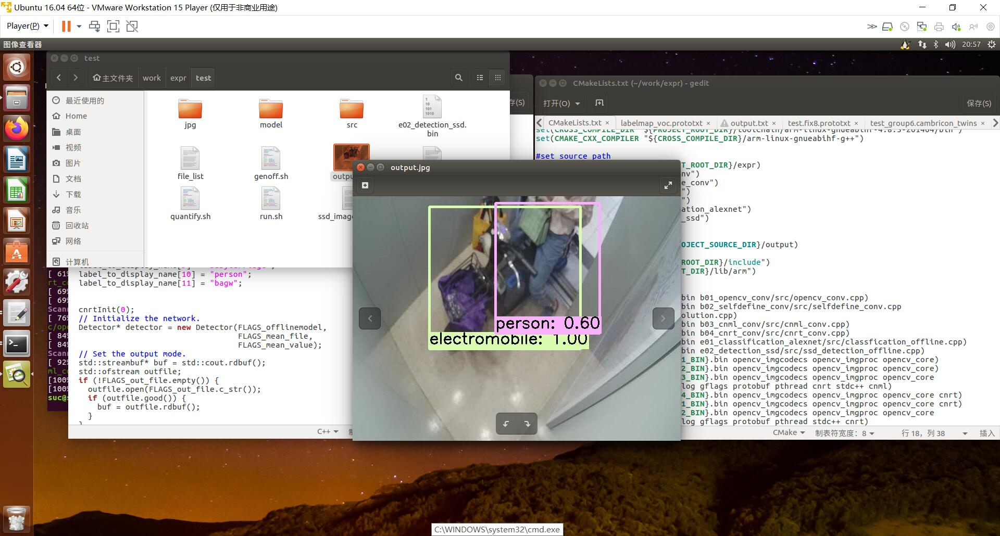 Ubuntu 16.04 64位 - VMware Workstation 15 Player (仅用于非商业用途)
Player(P)
图像查看器
20:57
test
主文件夹 work expr test
最近使用的
Home
桌面
视频
图片
文档
下载
音乐
回收站
网络
计算机
jpg
model
src
e02_detection_ssd.
bin
file_list
genoff.sh
outpu
quantify.sh
run.sh
ssd_imag
存(S)
CMakeLists.txt (~/work/expr) - gedit
打开(O)
保存(S)
CMakeLists.txt × labelmap_voc.prototxt × output.txt × test.fix8.prototxt × test_group6.cambricon_twins ×
set(CROSS_COMPILE_DIR "${PROJECT_ROOT_DIR}/toolchain/arm-linux-gnueabihf-4.8.3-201404/bin")
set(CMAKE_CXX_COMPILER "${CROSS_COMPILE_DIR}/arm-linux-gnueabihf-g++")
#set source path
T_ROOT_DIR}/expr)
nv")
e_conv")
")
")
ation_alexnet")
_ssd")
OJECT_SOURCE_DIR}/output)
ROOT_DIR}/include")
T_DIR}/lib/arm")
bin b01_opencv_conv/src/opencv_conv.cpp)
bin b02_selfdefine_conv/src/selfdefine_conv.cpp
olution.cpp)
bin b03_cnml_conv/src/cnml_conv.cpp)
bin b04_cnrt_conv/src/cnrt_conv.cpp)
bin e01_classification_alexnet/src/classfication_offline.cpp)
bin e02_detection_ssd/src/ssd_detection_offline.cpp)
1_BIN}.bin opencv_imgcodecs opencv_imgproc opencv_core)
2_BIN}.bin opencv_imgcodecs opencv_imgproc opencv_core)
3_BIN}.bin opencv_imgcodecs opencv_imgproc opencv_core
log gflags protobuf pthread cnrt stdc++ cnml)
4_BIN}.bin opencv_imgcodecs opencv_imgproc opencv_core cnrt)
1_BIN}.bin opencv_imgcodecs opencv_imgproc opencv_core cnrt)
2_BIN}.bin opencv_imgcodecs opencv_imgproc opencv_core
log gflags protobuf pthread stdc++ cnrt)
CMake 制表符宽度：8 行 18，列 38 插入
output.jpg
person: 0.60
electromobile: 1.00
[ 61%
rt_co
[ 69%
[ 69%
Scann
[ 76%
c/ope
[ 84%
[ 84%
Scann
[ 92%
ml_co
[100%
[100%
suc@s
label_to_display_name[10] = "person";
label_to_display_name[11] = "bagw";
cnrtInit(0);
// Initialize the network.
Detector* detector = new Detector(FLAGS_offlinemodel,
FLAGS_mean_file,
FLAGS_mean_value);
// Set the output mode.
std::streambuf* buf = std::cout.rdbuf();
std::ofstream outfile;
if (!FLAGS_out_file.empty()) {
outfile.open(FLAGS_out_file.c_str());
if (outfile.good()) {
buf = outfile.rdbuf();
}
}
C++ 制
C:\WINDOWS\system32\cmd.exe